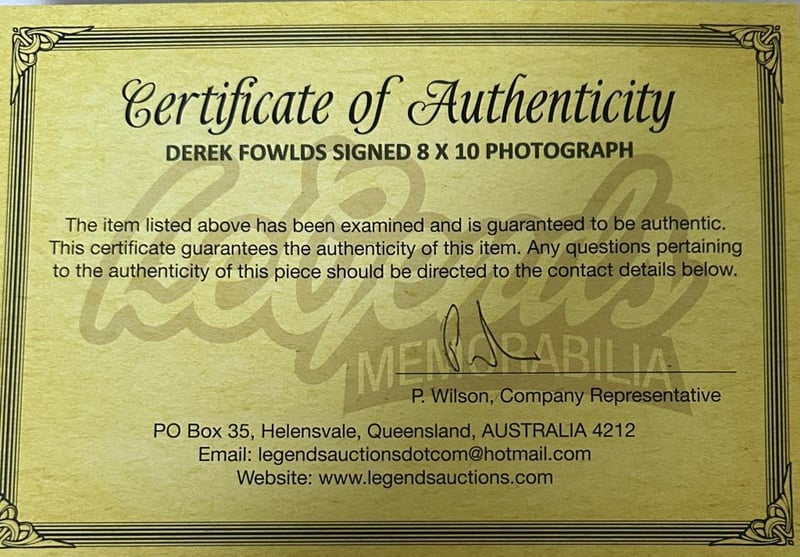 Certificate of Authenticity
DEREK FOWLDS SIGNED 8 X 10 PHOTOGRAPH
The item listed above has been examined and is guaranteed to be authentic.
This certificate guarantees the authenticity of this item. Any questions pertaining
to the authenticity of this piece should be directed to the contact details below.
Legends
MEMORABILIA
P. Wilson, Company Representative
PO Box 35, Helensvale, Queensland, AUSTRALIA 4212
Email: legendsauctionsdotcom@hotmail.com
Website: www.legendsauctions.com